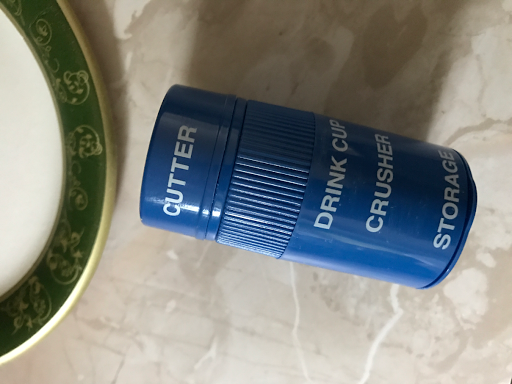 CUTTER
DRINK CUP
CRUSHER
STORAGE